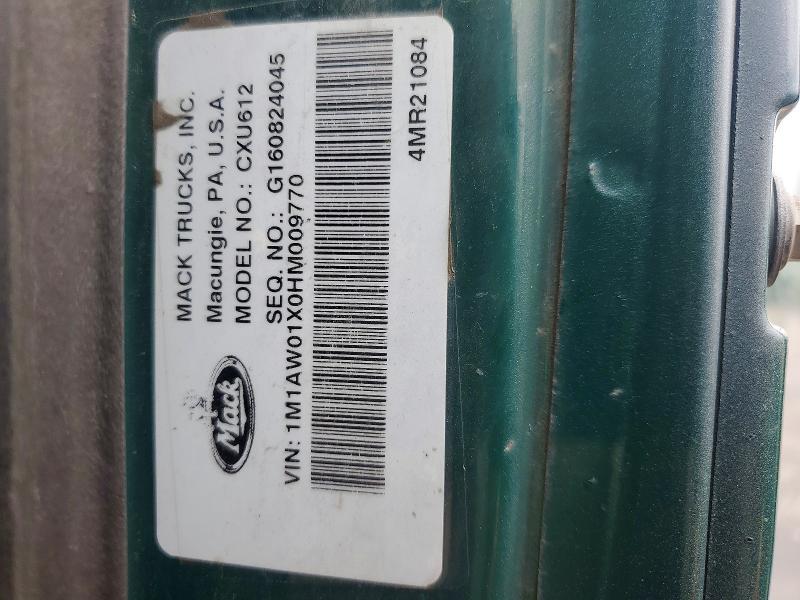 MACK TRUCKS, INC.
Macungie, PA, U.S.A.
MODEL NO.: CXU612
SEQ. NO.: G160824045
Mack
VIN: 1M1AW01X0HM009770
4MR21084